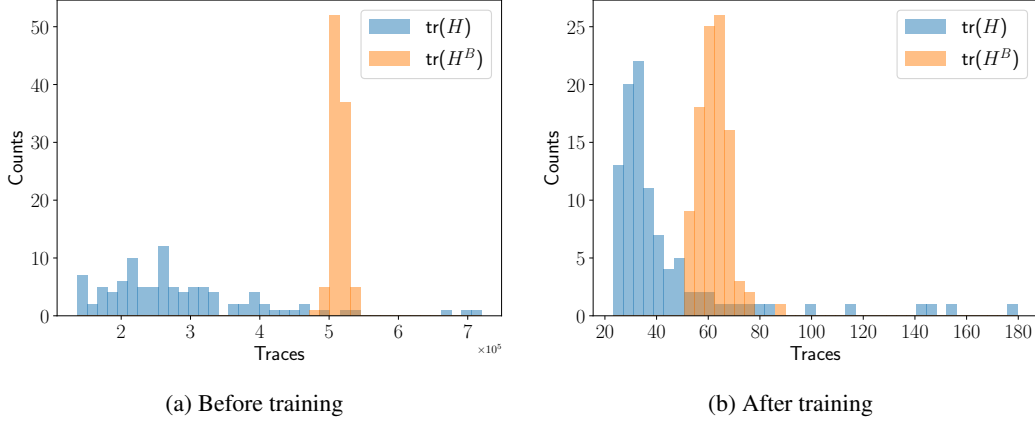 50
40
30
20
10
0
Counts
tr(H)
tr(H^B)
2
3
4
5
6
7
×10^5
Traces
(a) Before training
25
20
15
10
5
0
Counts
tr(H)
tr(H^B)
20
40
60
80
100
120
140
160
180
Traces
(b) After training